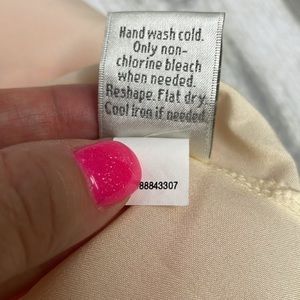 Hand wash cold.
Only non-
chlorine bleach
when needed.
Reshape. Flat dry.
Cool iron if needed.
88843307